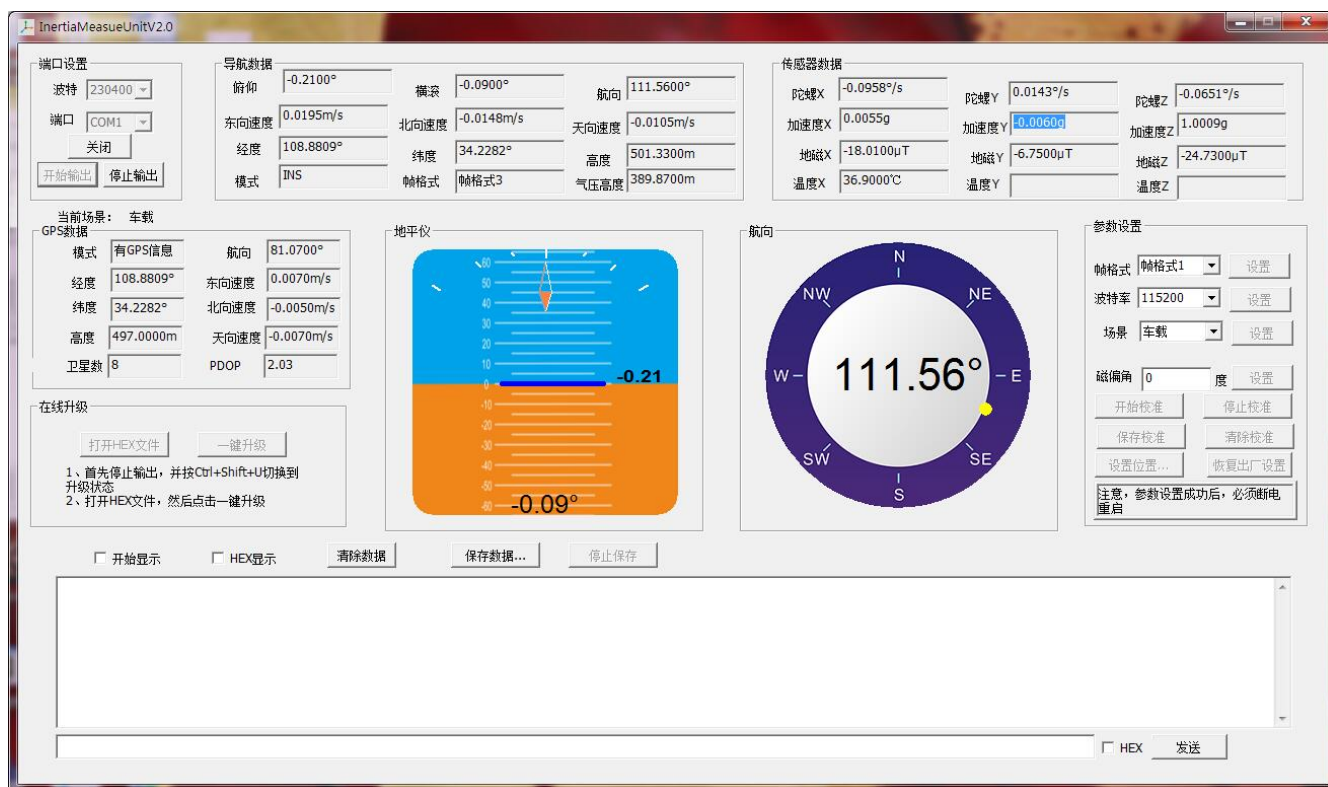 InertiaMeasueUnitV2.0
端口设置
波特 230400
端口 COM1
关闭
开始输出 停止输出
导航数据
俯仰 -0.2100° 横滚 -0.0900° 航向 111.5600°
东向速度 0.0195m/s 北向速度 -0.0148m/s 天向速度 -0.0105m/s
经度 108.8809° 纬度 34.2282° 高度 501.3300m
模式 INS 帧格式 帧格式3 气压高度 389.8700m
传感器数据
陀螺X -0.0958°/s 陀螺Y 0.0143°/s 陀螺Z -0.0651°/s
加速度X 0.0055g 加速度Y -0.0060g 加速度Z 1.0009g
地磁X -18.0100μT 地磁Y -6.7500μT 地磁Z -24.7300μT
温度X 36.9000℃ 温度Y 温度Z
当前场景： 车载
GPS数据
模式 有GPS信息 航向 81.0700°
经度 108.8809° 东向速度 0.0070m/s
纬度 34.2282° 北向速度 -0.0050m/s
高度 497.0000m 天向速度 -0.0070m/s
卫星数 8 PDOP 2.03
在线升级
打开HEX文件 一键升级
1、首先停止输出，并按Ctrl+Shift+U切换到
升级状态
2、打开HEX文件，然后点击一键升级
地平仪
60
50
40
30
20
10
0 -0.21
-10
-20
-30
-40
-50
-60 -0.09°
航向
N
NW NE
W 111.56° E
SW SE
S
参数设置
帧格式 帧格式1 设置
波特率 115200 设置
场景 车载 设置
磁偏角 0 度 设置
开始校准 停止校准
保存校准 清除校准
设置位置... 恢复出厂设置
注意，参数设置成功后，必须断电
重启
开始显示 HEX显示 清除数据 保存数据... 停止保存
HEX 发送